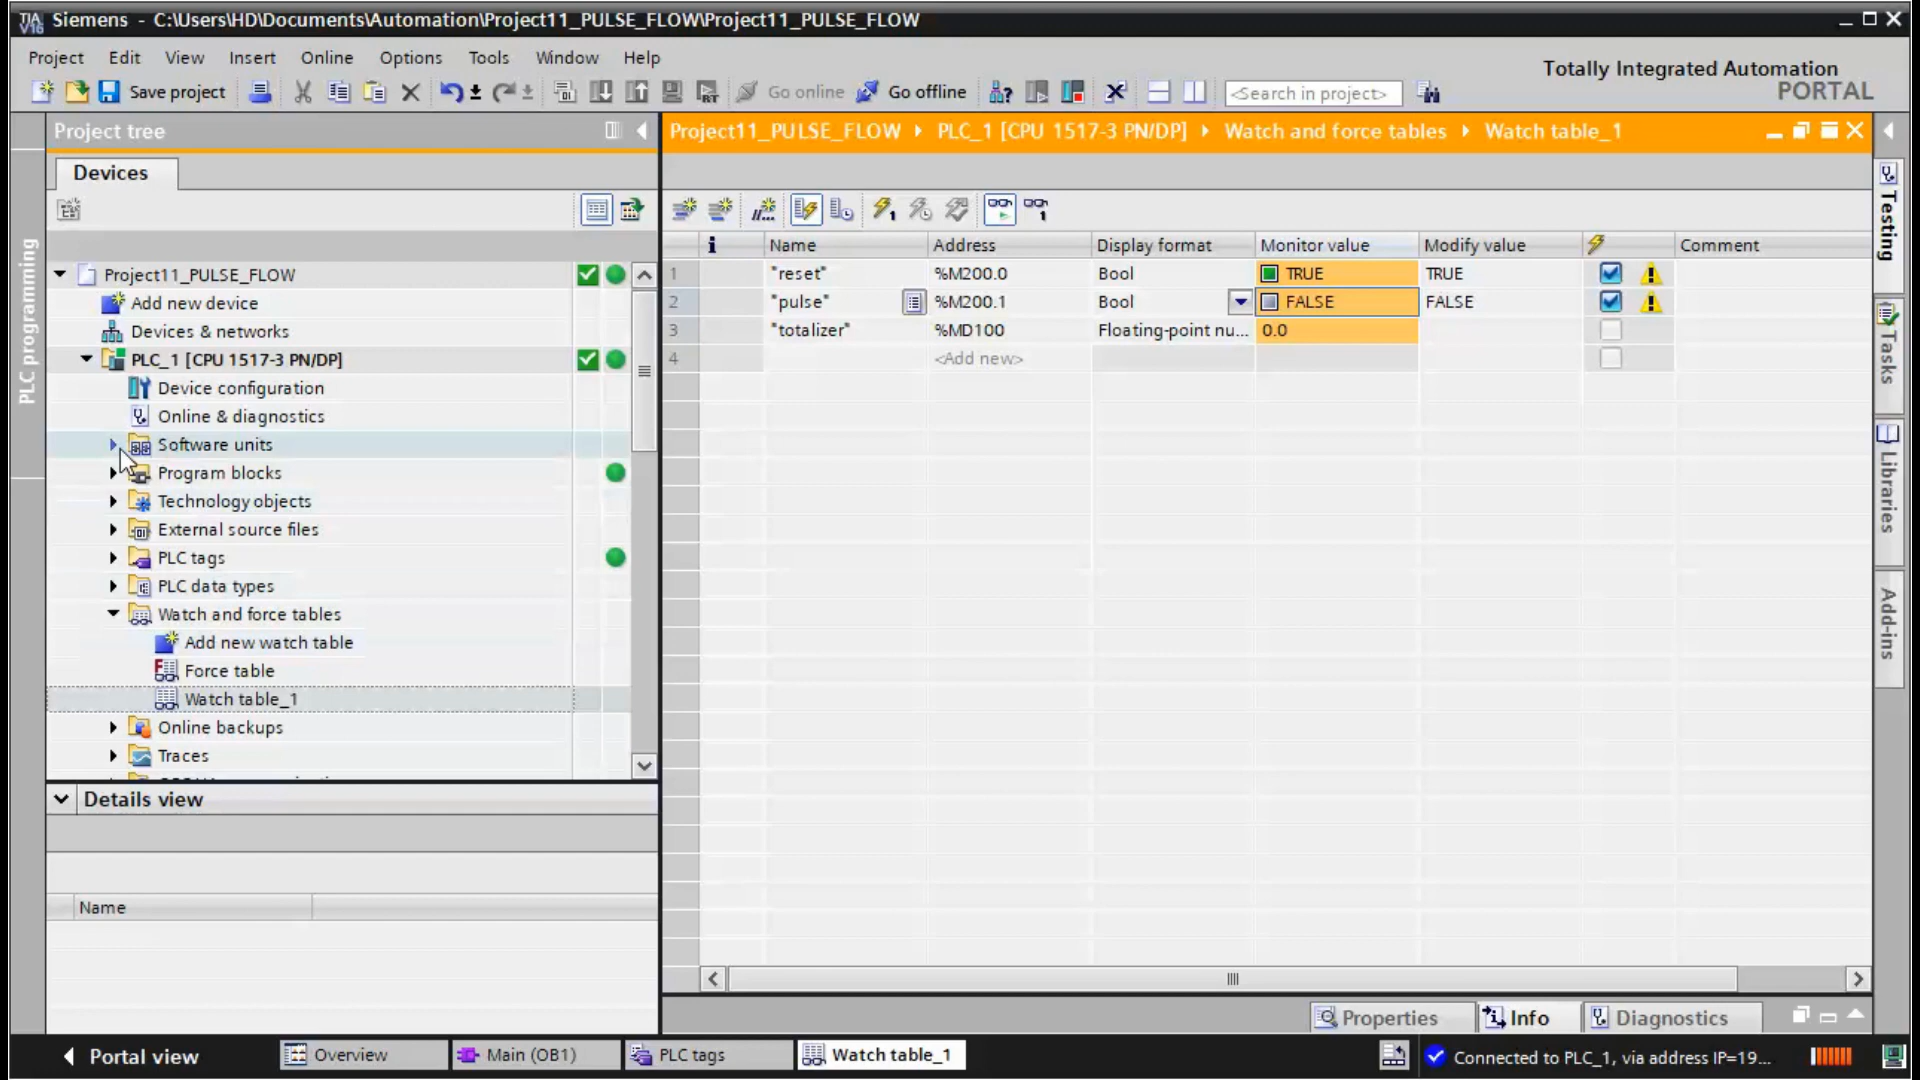 TIA V16 Siemens - C:\Users\HD\Documents\Automation\Project11_PULSE_FLOW\Project11_PULSE_FLOW
Project Edit View Insert Online Options Tools Window Help
Totally Integrated Automation
PORTAL
Save project Go online Go offline <Search in project>
Project tree
Project11_PULSE_FLOW PLC_1 [CPU 1517-3 PN/DP] Watch and force tables Watch table_1
Devices
PLC programming
i Name Address Display format Monitor value Modify value Comment
1 "reset" %M200.0 Bool TRUE TRUE
2 "pulse" %M200.1 Bool FALSE FALSE
3 "totalizer" %MD100 Floating-point nu... 0.0
4 <Add new>
Project11_PULSE_FLOW
Add new device
Devices & networks
PLC_1 [CPU 1517-3 PN/DP]
Device configuration
Online & diagnostics
Software units
Program blocks
Technology objects
External source files
PLC tags
PLC data types
Watch and force tables
Add new watch table
Force table
Watch table_1
Online backups
Traces
Details view
Name
Testing
Tasks
Libraries
Add-ins
Properties Info Diagnostics
Portal view Overview Main (OB1) PLC tags Watch table_1 Connected to PLC_1, via address IP=19...